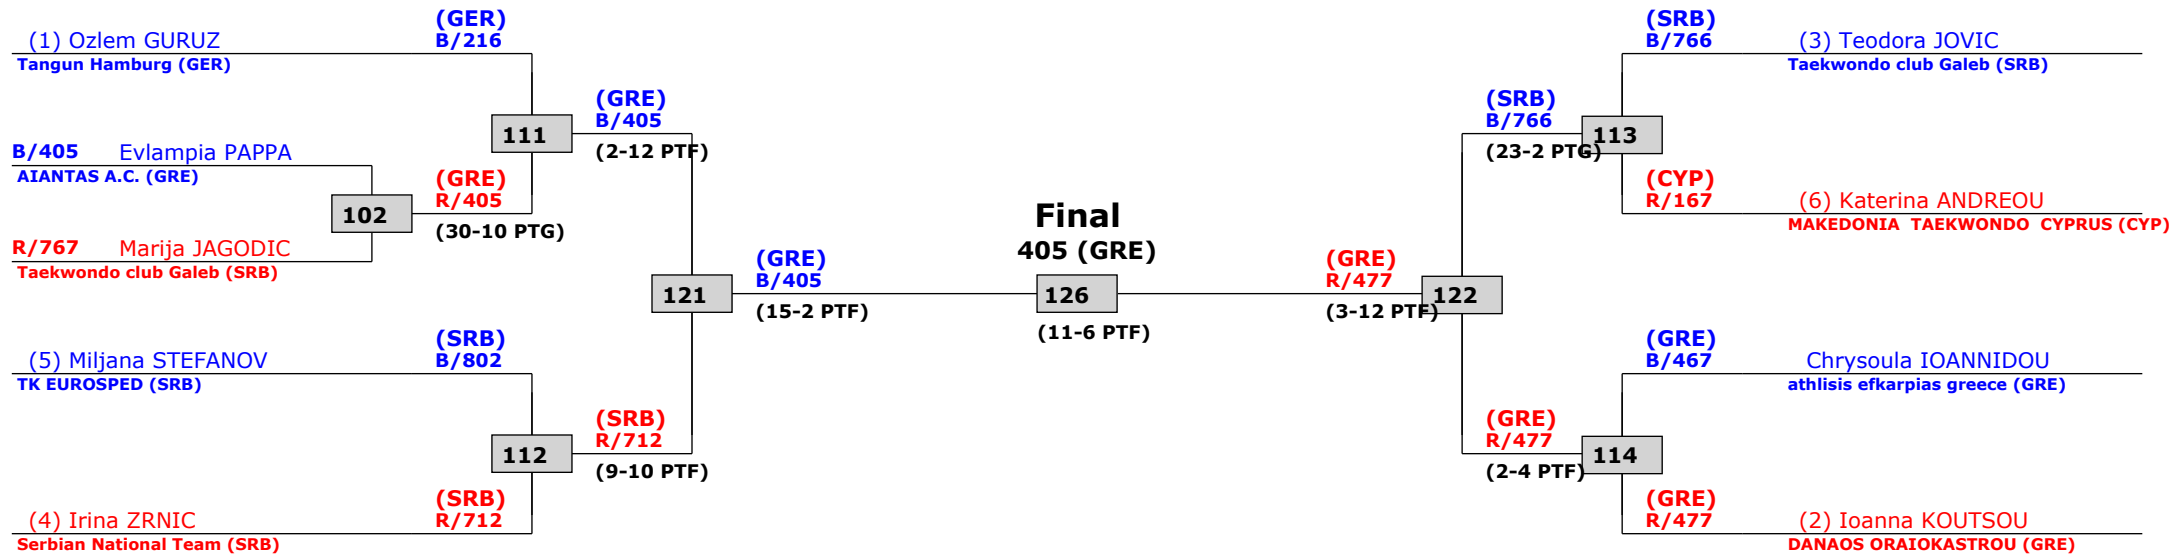 (GER)
(1) Ozlem GURUZ
B/216
Tangun Hamburg (GER)
(GRE)
B/405
111
(2-12 PTF)
B/405 Evlampia PAPPA
AIANTAS A.C. (GRE)
(GRE)
R/405
102
(30-10 PTG)
R/767 Marija JAGODIC
Taekwondo club Galeb (SRB)
(GRE)
B/405
121
(15-2 PTF)
(SRB)
(5) Miljana STEFANOV
B/802
TK EUROSPED (SRB)
(SRB)
R/712
112
(9-10 PTF)
(SRB)
(4) Irina ZRNIC
R/712
Serbian National Team (SRB)
Final
405 (GRE)
126
(11-6 PTF)
(SRB)
B/766
(3) Teodora JOVIC
Taekwondo club Galeb (SRB)
(SRB)
B/766
113
(23-2 PTG)
(CYP)
R/167
(6) Katerina ANDREOU
MAKEDONIA TAEKWONDO CYPRUS (CYP)
(GRE)
R/477
122
(3-12 PTF)
(GRE)
B/467
Chrysoula IOANNIDOU
athlisis efkarpias greece (GRE)
(GRE)
R/477
114
(2-4 PTF)
(GRE)
R/477
(2) Ioanna KOUTSOU
DANAOS ORAIOKASTROU (GRE)